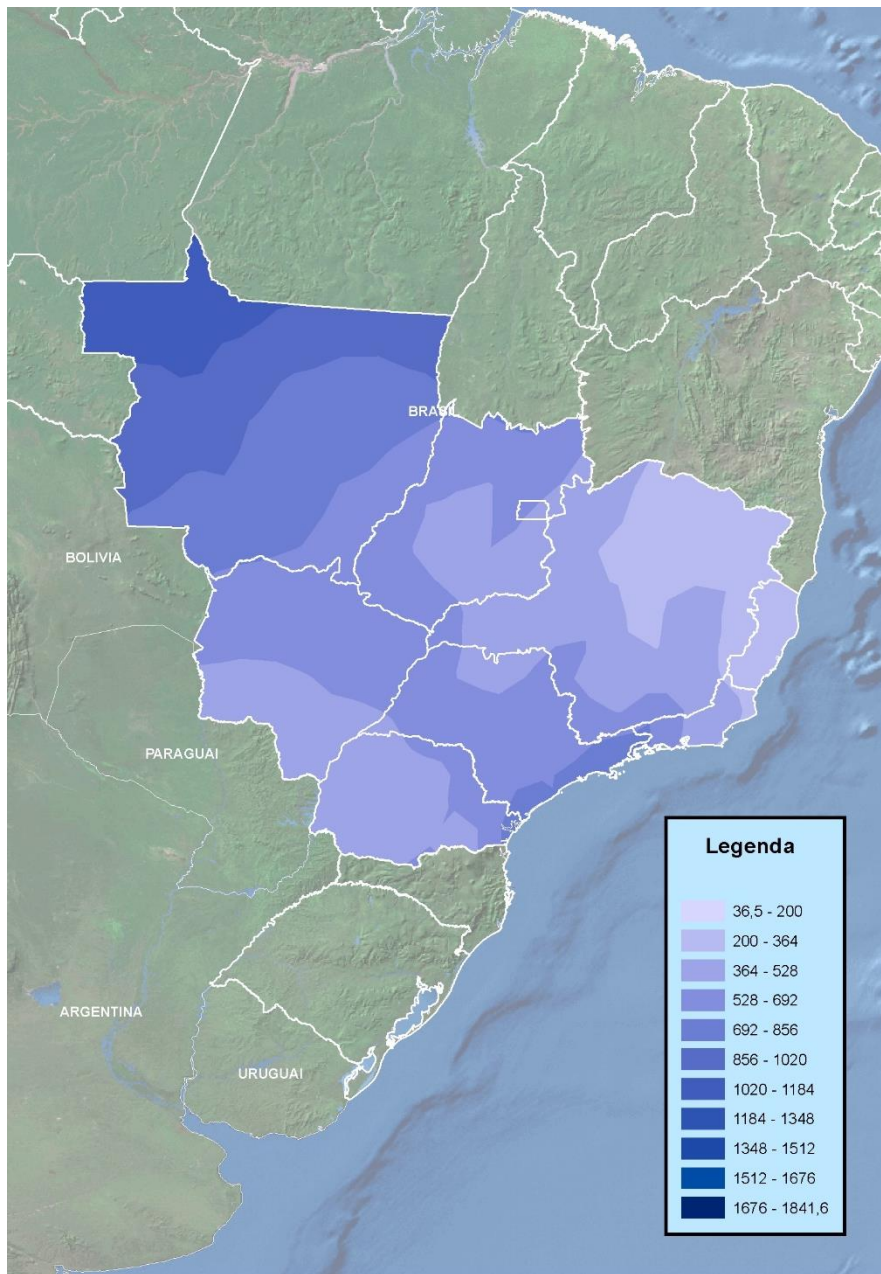 BRASIL
BOLIVIA
PARAGUAI
ARGENTINA
URUGUAI
Legenda
36,5 - 200
200 - 364
364 - 528
528 - 692
692 - 856
856 - 1020
1020 - 1184
1184 - 1348
1348 - 1512
1512 - 1676
1676 - 1841,6